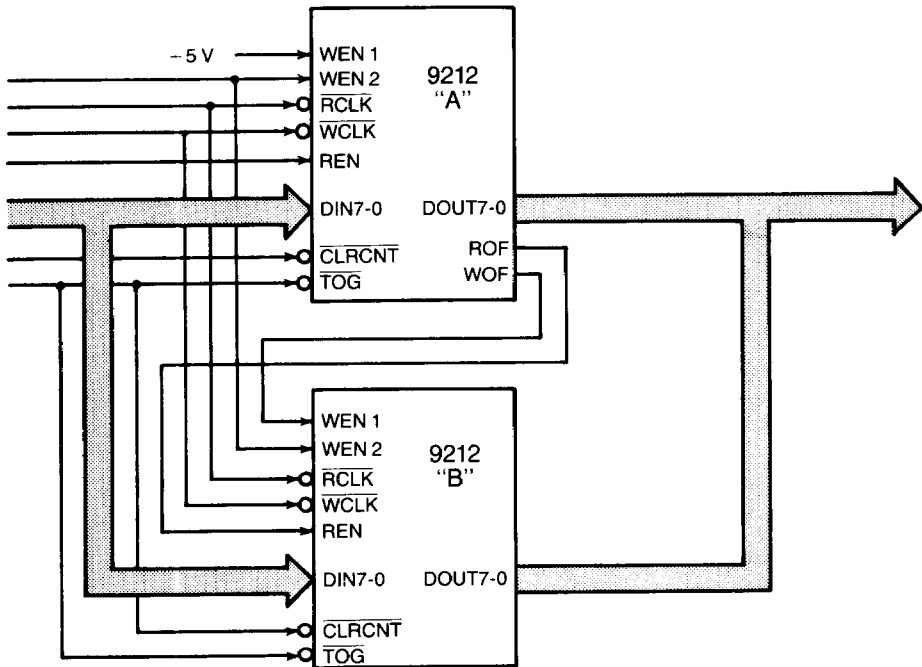 −5 V
WEN 1
WEN 2
RCLK
WCLK
REN
DIN7-0
CLRCNT
TOG
9212
“A”
DOUT7-0
ROF
WOF
WEN 1
WEN 2
RCLK
WCLK
REN
DIN7-0
CLRCNT
TOG
9212
“B”
DOUT7-0